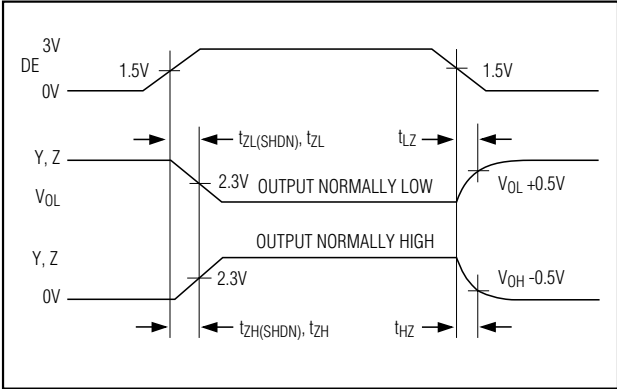 3V
DE
1.5V
1.5V
0V
tZL(SHDN), tZL
tLZ
Y, Z
2.3V
OUTPUT NORMALLY LOW
VOL +0.5V
VOL
OUTPUT NORMALLY HIGH
Y, Z
2.3V
VOH -0.5V
0V
tZH(SHDN), tZH
tHZ